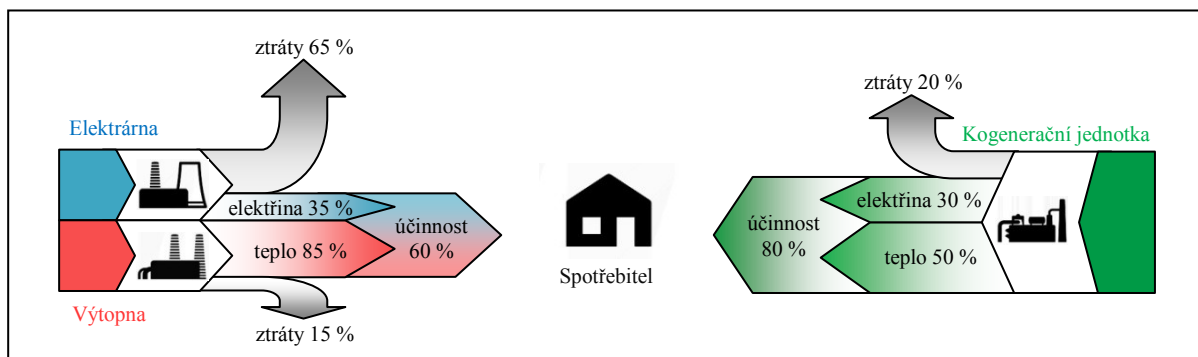 ztráty 65 %
Elektrárna
elektřina 35 %
teplo 85 %
účinnost
60 %
Výtopna
ztráty 15 %
Spotřebitel
ztráty 20 %
Kogenerační jednotka
elektřina 30 %
účinnost
80 %
teplo 50 %